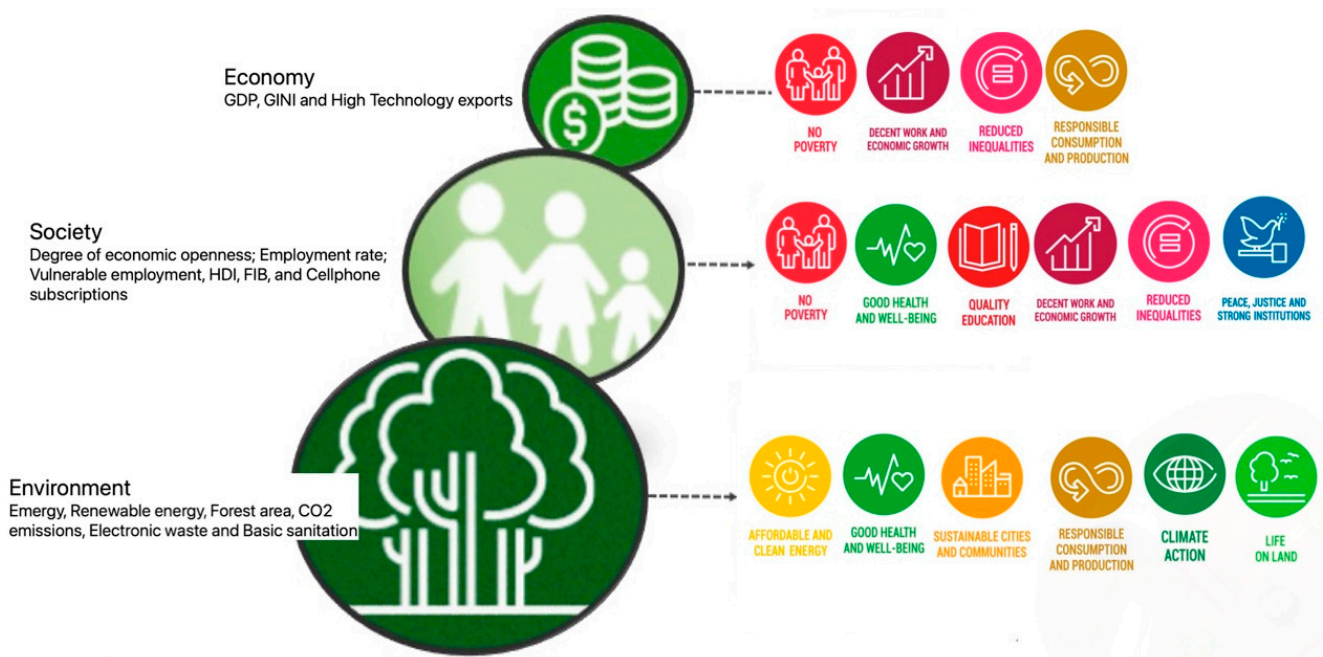 Economy
GDP, GINI and High Technology exports
$
NO
POVERTY
DECENT WORK AND
ECONOMIC GROWTH
REDUCED
INEQUALITIES
RESPONSIBLE
CONSUMPTION
AND PRODUCTION
Society
Degree of economic openness; Employment rate;
Vulnerable employment, HDI, FIB, and Cellphone
subscriptions
NO
POVERTY
GOOD HEALTH
AND WELL-BEING
QUALITY
EDUCATION
DECENT WORK AND
ECONOMIC GROWTH
REDUCED
INEQUALITIES
PEACE, JUSTICE AND
STRONG INSTITUTIONS
Environment
Emergy, Renewable energy, Forest area, CO2
emissions, Electronic waste and Basic sanitation
AFFORDABLE AND
CLEAN ENERGY
GOOD HEALTH
AND WELL-BEING
SUSTAINABLE CITIES
AND COMMUNITIES
RESPONSIBLE
CONSUMPTION
AND PRODUCTION
CLIMATE
ACTION
LIFE
ON LAND